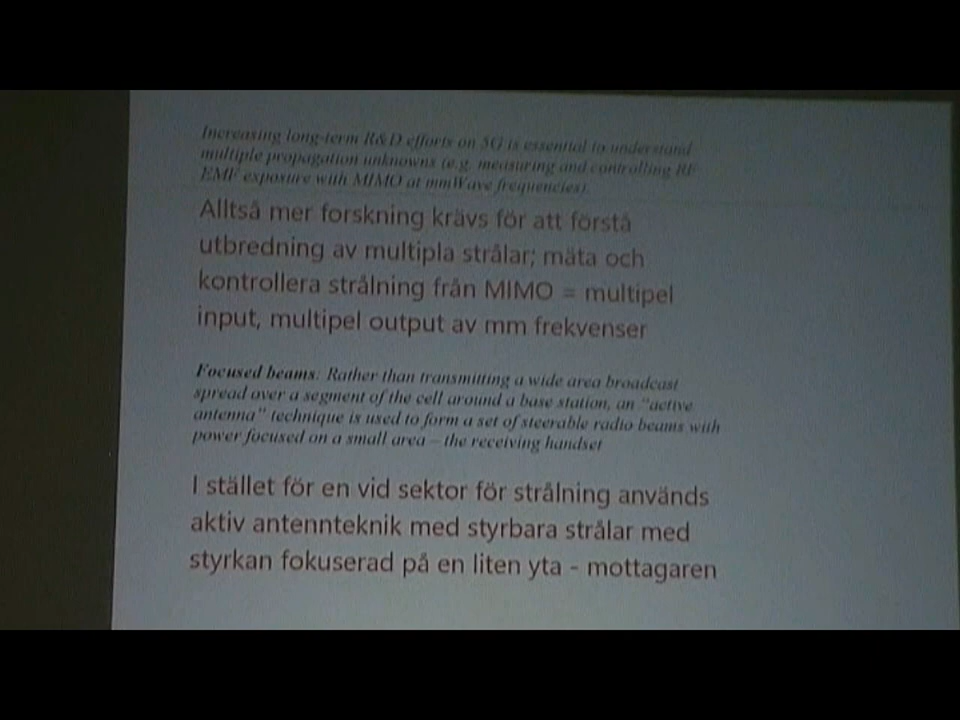 Increasing long-term R&D efforts on 5G is essential to understand
multiple propagation unknowns (e.g. measuring and controlling RF
EMF exposure with MIMO at mmWave frequencies).
Alltså mer forskning krävs för att förstå
utbredning av multipla strålar; mäta och
kontrollera strålning från MIMO = multipel
input, multipel output av mm frekvenser
Focused beams: Rather than transmitting a wide area broadcast
spread over a segment of the cell around a base station, an "active
antenna" technique is used to form a set of steerable radio beams with
power focused on a small area – the receiving handset
I stället för en vid sektor för strålning används
aktiv antennteknik med styrbara strålar med
styrkan fokuserad på en liten yta - mottagaren